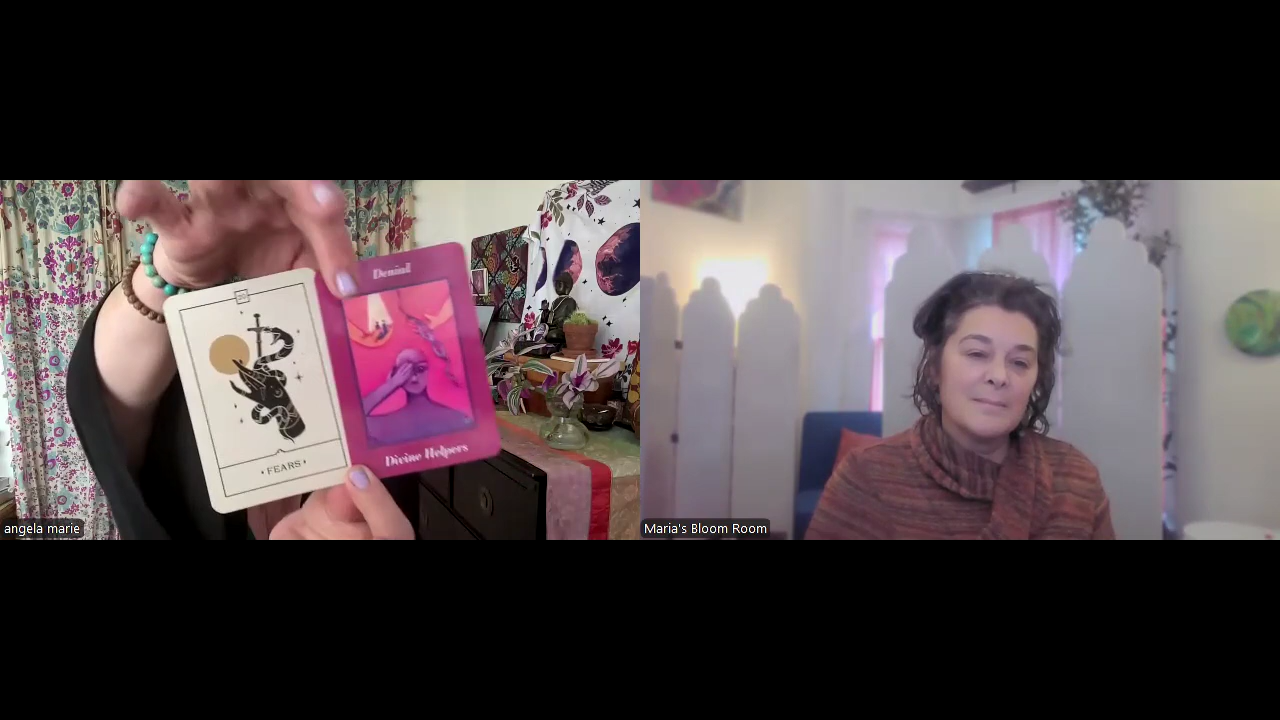 Denial
FEARS
Divine Helpers
angela marie
Maria's Bloom Room